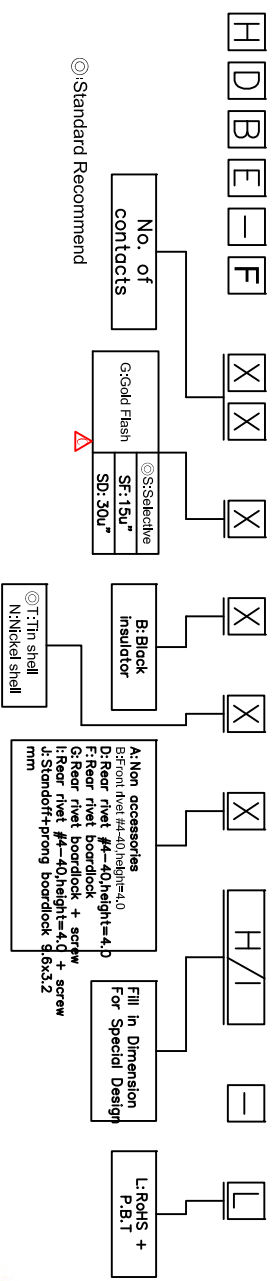 H D B E - F X X X X X X H/I - L
No. of
contacts
G:Gold Flash
◎S:Selective
SF:15u"
SD:30u"
B:Black
insulator
◎T:Tin shell
N:Nickel shell
A:Non accessories
B:Front rivet #4-40,height=4.0
D:Rear rivet #4-40,height=4.0
F:Rear rivet boardlock
G:Rear rivet boardlock + screw
I:Rear rivet #4-40,height=4.0 + screw
J:Standoff+prong boardlock 9.6x3.2
mm
Fill in Dimension
For Special Design
L:RoHS +
P.B.T
◎:Standard Recommend